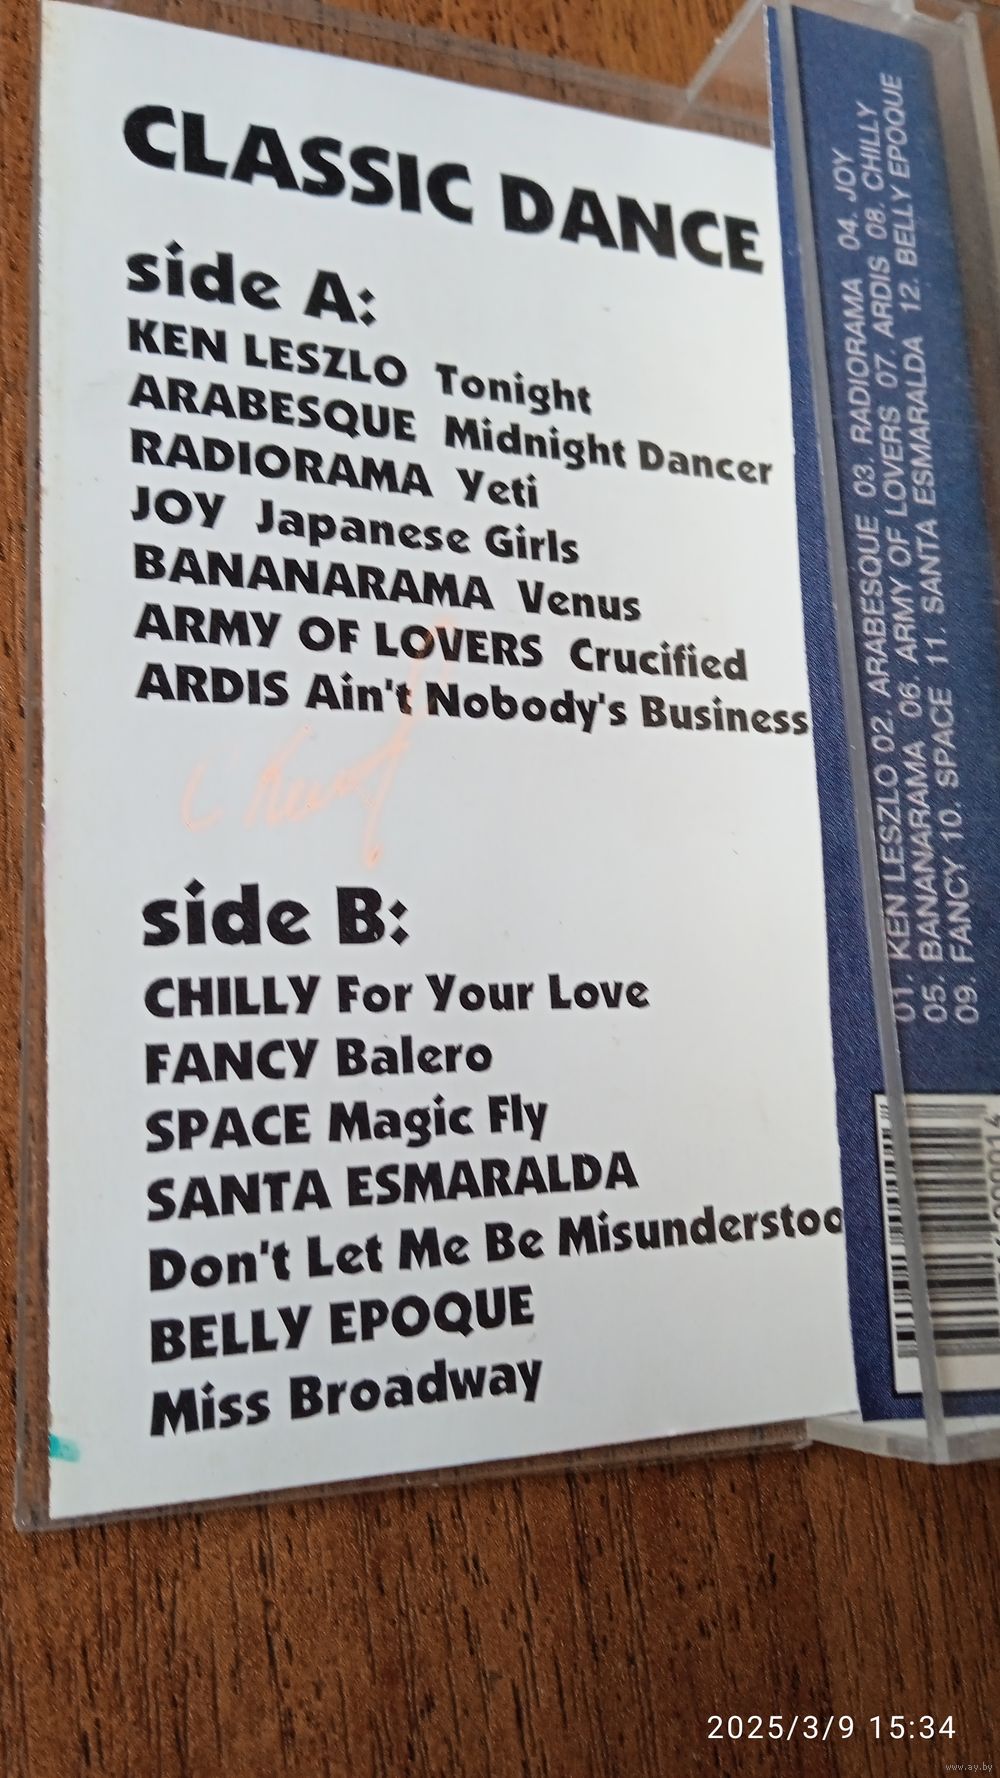 CLASSIC DANCE
side A:
KEN LESZLO Tonight
ARABESQUE Midnight Dancer
RADIORAMA Yeti
JOY Japanese Girls
BANANARAMA Venus
ARMY OF LOVERS Crucified
ARDIS Ain't Nobody's Business
side B:
CHILLY For Your Love
FANCY Balero
SPACE Magic Fly
SANTA ESMARALDA
Don't Let Me Be Misunderstoo
BELLY EPOQUE
Miss Broadway
01. KEN LESZLO 02. ARABESQUE 03. RADIORAMA 04. JOY
05. BANANARAMA 06. ARMY OF LOVERS 07. ARDIS 08. CHILLY
09. FANCY 10. SPACE 11. SANTA ESMARALDA 12. BELLY EPOQUE
2025/3/9 15:34
www.ay.by